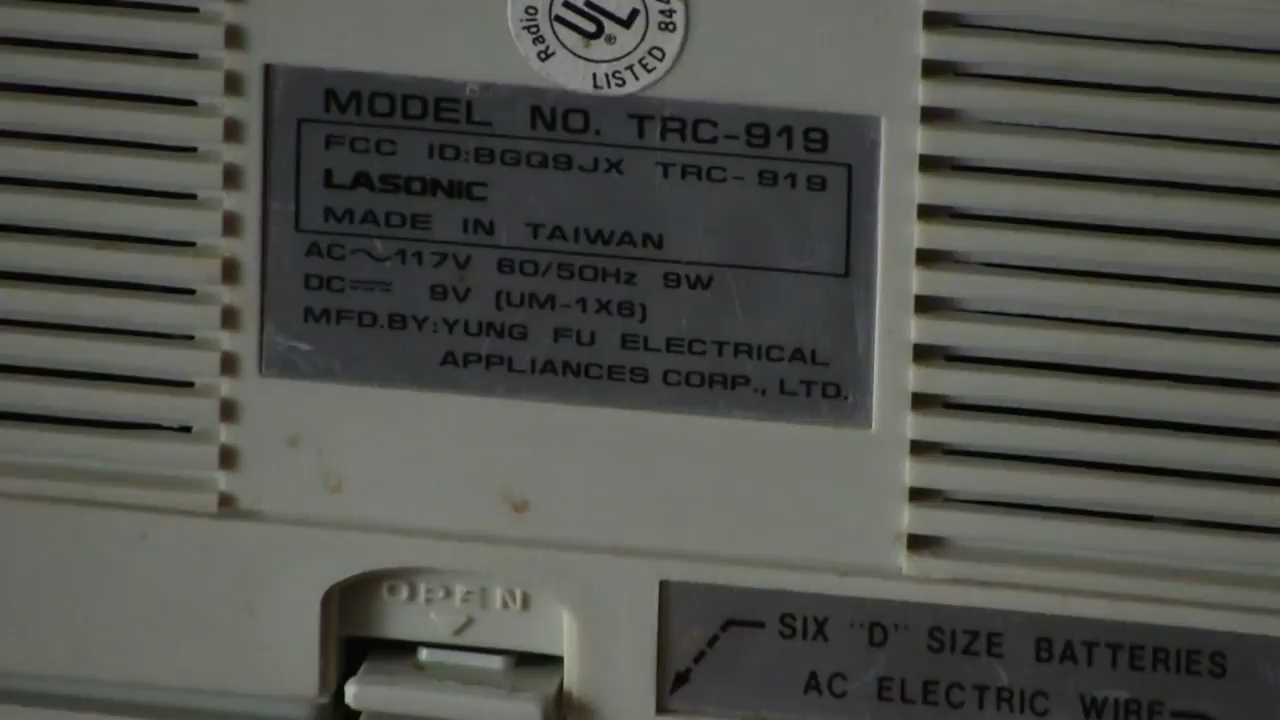 Radio
UL
®
LISTED 844
MODEL NO. TRC-919
FCC ID:BGQ9JX TRC-919
LASONIC
MADE IN TAIWAN
AC~117V 60/50Hz 9W
DC⎓ 9V (UM-1X6)
MFD.BY:YUNG FU ELECTRICAL
APPLIANCES CORP., LTD.
OPEN
SIX "D" SIZE BATTERIES
AC ELECTRIC WIRE